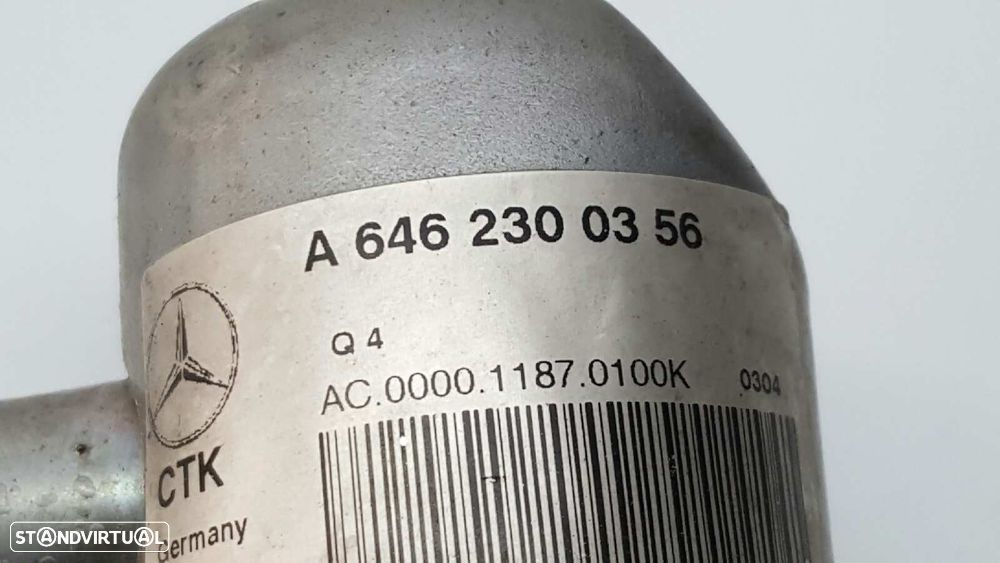 A 646 230 03 56
Q 4
AC.0000.1187.0100K 0304
CTK
Germany
STANDVIRTUAL